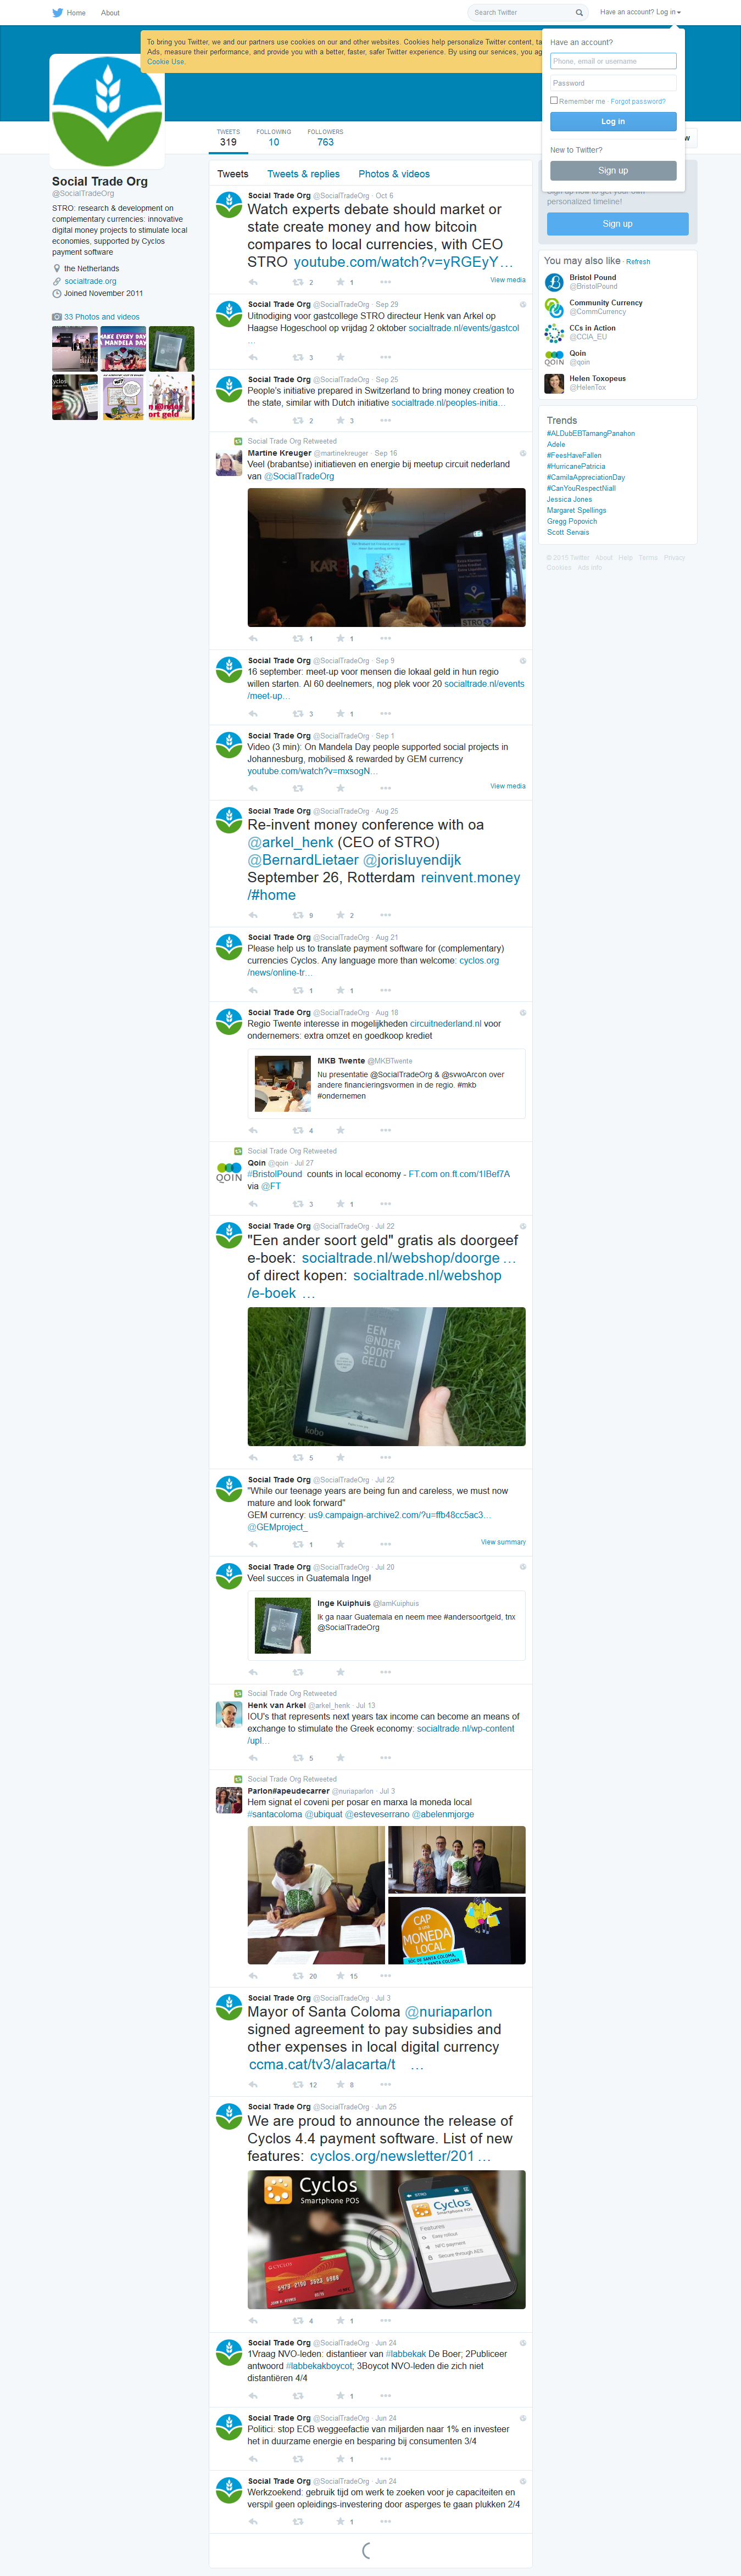 Home
About
Search Twitter
Have an account? Log in
To bring you Twitter, we and our partners use cookies on our and other websites. Cookies help personalize Twitter content, ta
Ads, measure their performance, and provide you with a better, faster, safer Twitter experience. By using our services, you ag
Cookie Use.
Have an account?
Phone, email or username
Password
Remember me · Forgot password?
Log in
New to Twitter?
Sign up
TWEETS
319
FOLLOWING
10
FOLLOWERS
763
personalized timeline!
Sign up
Social Trade Org
@SocialTradeOrg
STRO: research & development on
complementary currencies: innovative
digital money projects to stimulate local
economies, supported by Cyclos
payment software
the Netherlands
socialtrade.org
Joined November 2011
33 Photos and videos
MAKE EVERY DAY
A MANDELA DAY
Cyclos
Tweets
Tweets & replies
Photos & videos
Social Trade Org @SocialTradeOrg · Oct 6
Watch experts debate should market or
state create money and how bitcoin
compares to local currencies, with CEO
STRO youtube.com/watch?v=yRGEyY…
2
1
View media
Social Trade Org @SocialTradeOrg · Sep 29
Uitnodiging voor gastcollege STRO directeur Henk van Arkel op
Haagse Hogeschool op vrijdag 2 oktober socialtrade.nl/events/gastcol
…
3
Social Trade Org @SocialTradeOrg · Sep 25
People's initiative prepared in Switzerland to bring money creation to
the state, similar with Dutch initiative socialtrade.nl/peoples-initia…
2
3
Social Trade Org Retweeted
Martine Kreuger @martinekreuger · Sep 16
Veel (brabantse) initiatieven en energie bij meetup circuit nederland
van @SocialTradeOrg
STRO
1
1
Social Trade Org @SocialTradeOrg · Sep 9
16 september: meet-up voor mensen die lokaal geld in hun regio
willen starten. Al 60 deelnemers, nog plek voor 20 socialtrade.nl/events
/meet-up…
3
1
Social Trade Org @SocialTradeOrg · Sep 1
Video (3 min): On Mandela Day people supported social projects in
Johannesburg, mobilised & rewarded by GEM currency
youtube.com/watch?v=mxsogN…
View media
Social Trade Org @SocialTradeOrg · Aug 25
Re-invent money conference with oa
@arkel_henk (CEO of STRO)
@BernardLietaer @jorisluyendijk
September 26, Rotterdam reinvent.money
/#home
9
2
Social Trade Org @SocialTradeOrg · Aug 21
Please help us to translate payment software for (complementary)
currencies Cyclos. Any language more than welcome: cyclos.org
/news/online-tr…
1
1
Social Trade Org @SocialTradeOrg · Aug 18
Regio Twente interesse in mogelijkheden circuitnederland.nl voor
ondernemers: extra omzet en goedkoop krediet
MKB Twente @MKBTwente
Nu presentatie @SocialTradeOrg & @svwoArcon over
andere financieringsvormen in de regio. #mkb
#ondernemen
4
Social Trade Org Retweeted
QOIN
Qoin @qoin · Jul 27
#BristolPound counts in local economy - FT.com on.ft.com/1IBef7A
via @FT
3
1
Social Trade Org @SocialTradeOrg · Jul 22
"Een ander soort geld" gratis als doorgeef
e-boek: socialtrade.nl/webshop/doorge…
of direct kopen: socialtrade.nl/webshop
/e-boek …
EEN
@NDER
SOORT
GELD
kobo
5
Social Trade Org @SocialTradeOrg · Jul 22
"While our teenage years are being fun and careless, we must now
mature and look forward"
GEM currency: us9.campaign-archive2.com/?u=ffb48cc5ac3…
@GEMproject_
1
View summary
Social Trade Org @SocialTradeOrg · Jul 20
Veel succes in Guatemala Inge!
Inge Kuiphuis @IamKuiphuis
Ik ga naar Guatemala en neem mee #andersoortgeld, tnx
@SocialTradeOrg
Social Trade Org Retweeted
Henk van Arkel @arkel_henk · Jul 13
IOU's that represents next years tax income can become an means of
exchange to stimulate the Greek economy: socialtrade.nl/wp-content
/upl…
5
Social Trade Org Retweeted
Parlon#apeudecarrer @nuriaparlon · Jul 3
Hem signat el coveni per posar en marxa la moneda local
#santacoloma @ubiquat @esteveserrano @abelenmjorge
CAP
A UNA
MONEDA
LOCAL
20
15
Social Trade Org @SocialTradeOrg · Jul 3
Mayor of Santa Coloma @nuriaparlon
signed agreement to pay subsidies and
other expenses in local digital currency
ccma.cat/tv3/alacarta/t …
12
8
Social Trade Org @SocialTradeOrg · Jun 25
We are proud to announce the release of
Cyclos 4.4 payment software. List of new
features: cyclos.org/newsletter/201…
Cyclos
Smartphone POS
Cyclos
Smartphone POS
Features
Easy rollout
NFC payment
Secure through AES
4
1
Social Trade Org @SocialTradeOrg · Jun 24
1Vraag NVO-leden: distantieer van #labbekak De Boer; 2Publiceer
antwoord #labbekakboycot; 3Boycot NVO-leden die zich niet
distantiëren 4/4
1
Social Trade Org @SocialTradeOrg · Jun 24
Politici: stop ECB weggeefactie van miljarden naar 1% en investeer
het in duurzame energie en besparing bij consumenten 3/4
1
Social Trade Org @SocialTradeOrg · Jun 24
Werkzoekend: gebruik tijd om werk te zoeken voor je capaciteiten en
verspil geen opleidings-investering door asperges te gaan plukken 2/4
1
You may also like · Refresh
Bristol Pound
@BristolPound
Community Currency
@CommCurrency
CCs in Action
@CCIA_EU
QOIN
Qoin
@qoin
Helen Toxopeus
@HelenTox
Trends
#ALDubEBTamangPanahon
Adele
#FeesHaveFallen
#HurricanePatricia
#CamilaAppreciationDay
#CanYouRespectNiall
Jessica Jones
Margaret Spellings
Gregg Popovich
Scott Servais
© 2015 Twitter About Help Terms Privacy
Cookies Ads info